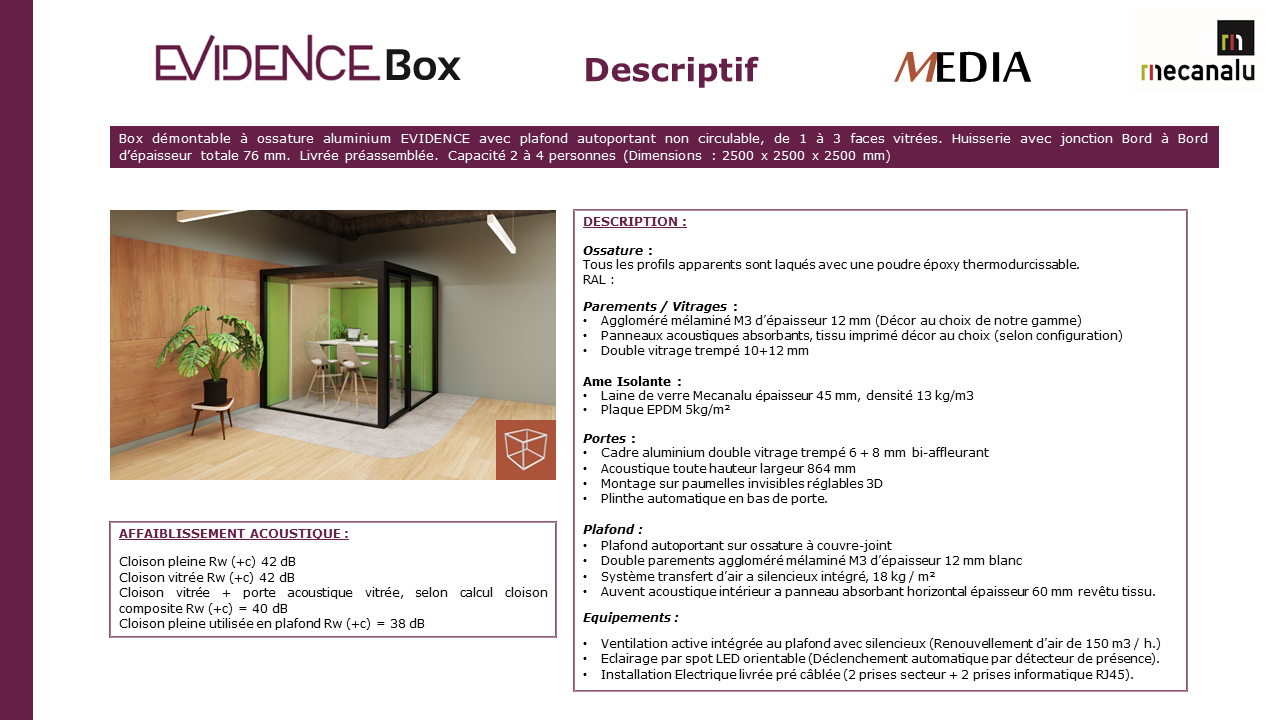 EVIDENCE Box
Descriptif
MEDIA
mecanalu
Box démontable à ossature aluminium EVIDENCE avec plafond autoportant non circulable, de 1 à 3 faces vitrées. Huisserie avec jonction Bord à Bord
d’épaisseur totale 76 mm. Livrée préassemblée. Capacité 2 à 4 personnes (Dimensions : 2500 x 2500 x 2500 mm)
AFFAIBLISSEMENT ACOUSTIQUE :
Cloison pleine Rw (+c) 42 dB
Cloison vitrée Rw (+c) 42 dB
Cloison vitrée + porte acoustique vitrée, selon calcul cloison
composite Rw (+c) = 40 dB
Cloison pleine utilisée en plafond Rw (+c) = 38 dB
DESCRIPTION :
Ossature :
Tous les profils apparents sont laqués avec une poudre époxy thermodurcissable.
RAL :
Parements / Vitrages :
• Aggloméré mélaminé M3 d’épaisseur 12 mm (Décor au choix de notre gamme)
• Panneaux acoustiques absorbants, tissu imprimé décor au choix (selon configuration)
• Double vitrage trempé 10+12 mm
Ame Isolante :
• Laine de verre Mecanalu épaisseur 45 mm, densité 13 kg/m3
• Plaque EPDM 5kg/m²
Portes :
• Cadre aluminium double vitrage trempé 6 + 8 mm bi-affleurant
• Acoustique toute hauteur largeur 864 mm
• Montage sur paumelles invisibles réglables 3D
• Plinthe automatique en bas de porte.
Plafond :
• Plafond autoportant sur ossature à couvre-joint
• Double parements aggloméré mélaminé M3 d’épaisseur 12 mm blanc
• Système transfert d’air a silencieux intégré, 18 kg / m²
• Auvent acoustique intérieur a panneau absorbant horizontal épaisseur 60 mm revêtu tissu.
Equipements :
• Ventilation active intégrée au plafond avec silencieux (Renouvellement d’air de 150 m3 / h.)
• Eclairage par spot LED orientable (Déclenchement automatique par détecteur de présence).
• Installation Electrique livrée pré câblée (2 prises secteur + 2 prises informatique RJ45).